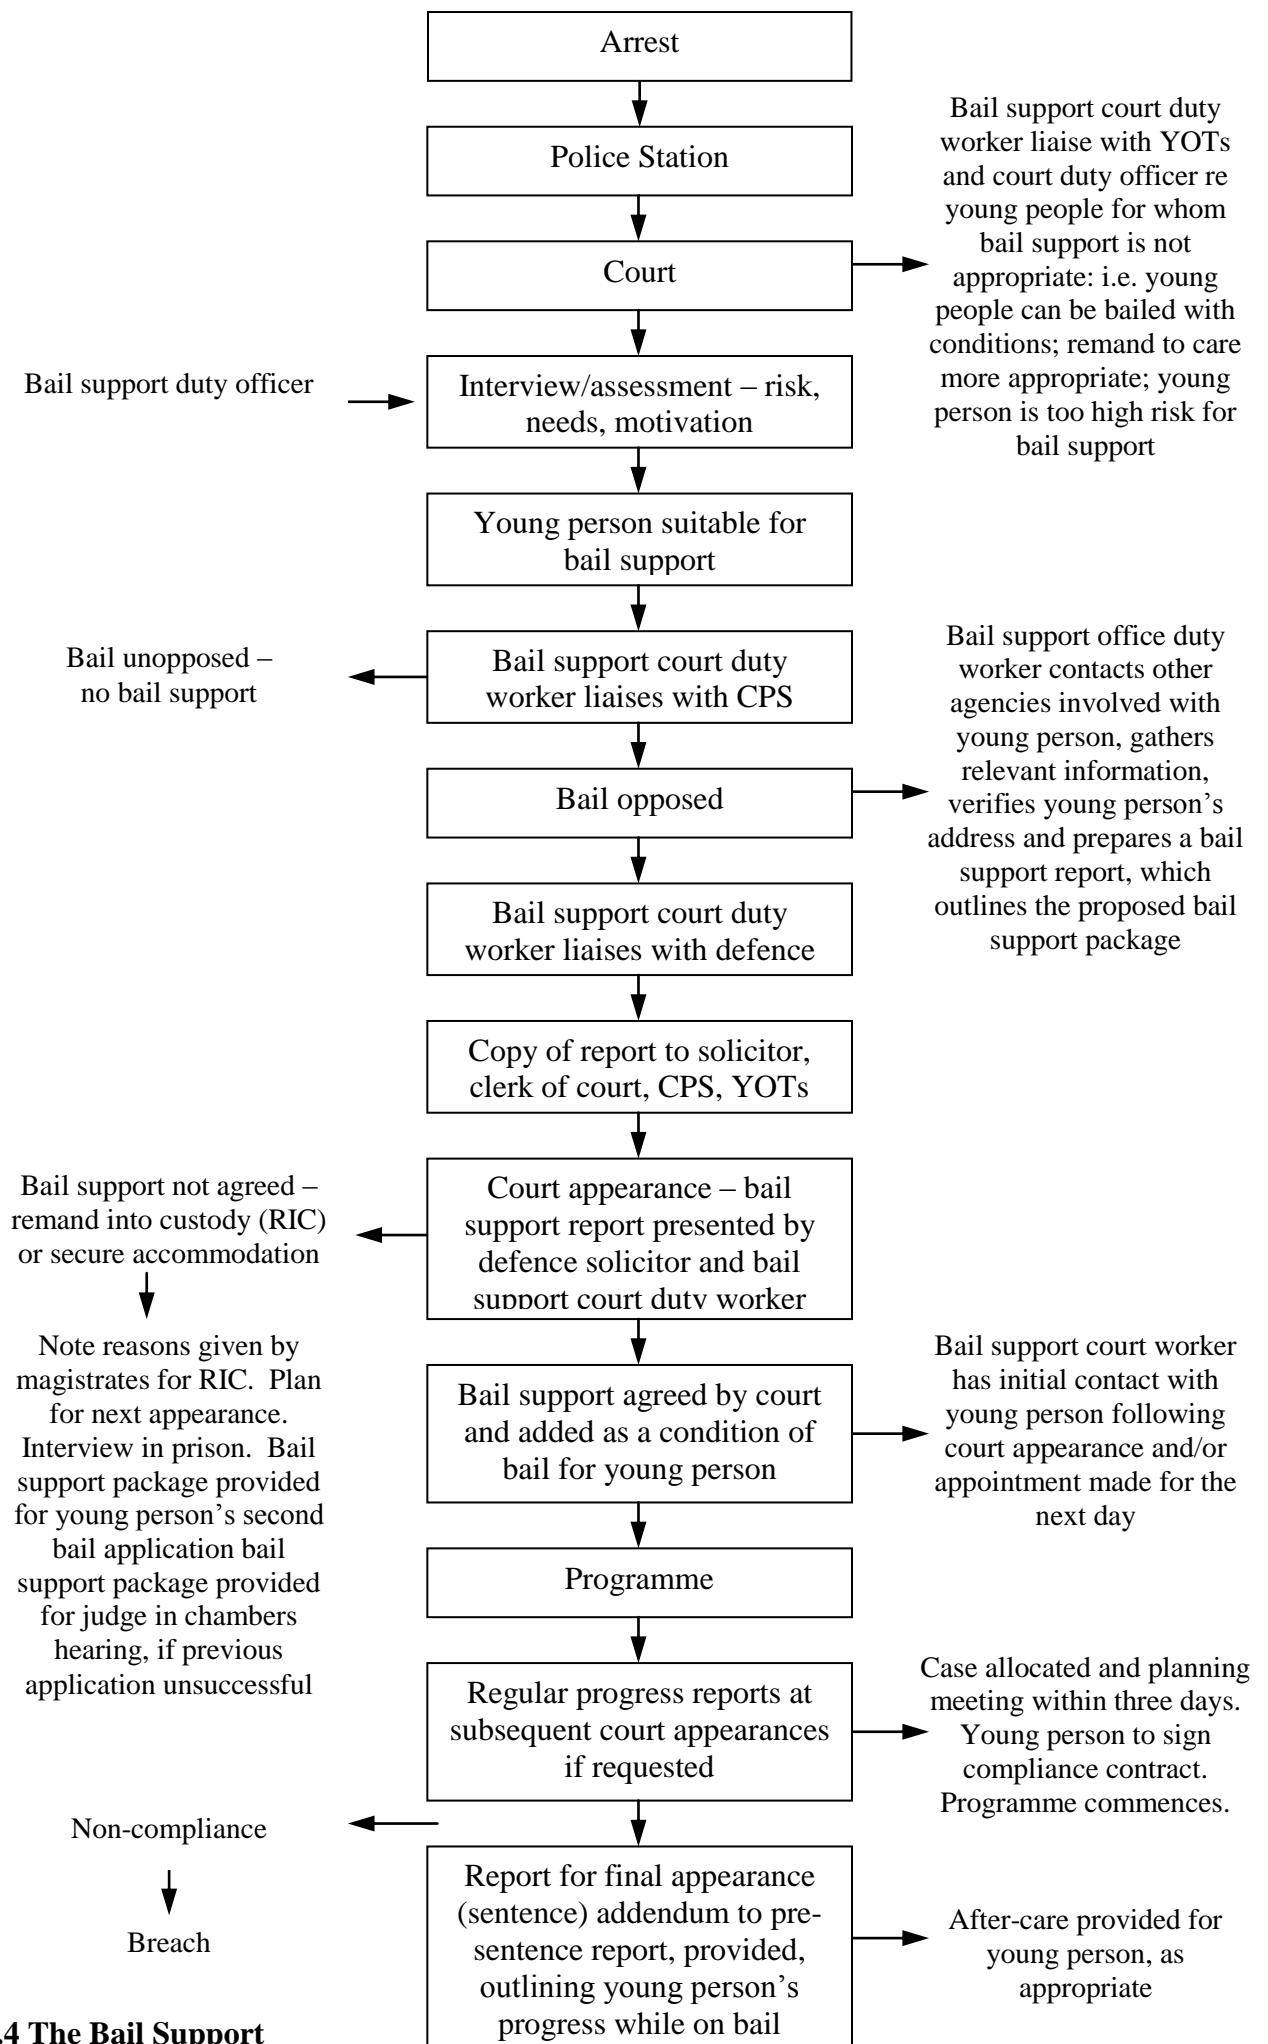 Arrest
Police Station
Court
Bail support court duty
worker liaise with YOTs
and court duty officer re
young people for whom
bail support is not
appropriate: i.e. young
people can be bailed with
conditions; remand to care
more appropriate; young
person is too high risk for
bail support
Bail support duty officer
Interview/assessment – risk,
needs, motivation
Young person suitable for
bail support
Bail unopposed –
no bail support
Bail support court duty
worker liaises with CPS
Bail opposed
Bail support office duty
worker contacts other
agencies involved with
young person, gathers
relevant information,
verifies young person’s
address and prepares a bail
support report, which
outlines the proposed bail
support package
Bail support court duty
worker liaises with defence
Copy of report to solicitor,
clerk of court, CPS, YOTs
Court appearance – bail
support report presented by
defence solicitor and bail
support court duty worker
Bail support not agreed –
remand into custody (RIC)
or secure accommodation
Note reasons given by
magistrates for RIC.  Plan
for next appearance.
Interview in prison.  Bail
support package provided
for young person’s second
bail application bail
support package provided
for judge in chambers
hearing, if previous
application unsuccessful
Bail support agreed by court
and added as a condition of
bail for young person
Bail support court worker
has initial contact with
young person following
court appearance and/or
appointment made for the
next day
Programme
Regular progress reports at
subsequent court appearances
if requested
Case allocated and planning
meeting within three days.
Young person to sign
compliance contract.
Programme commences.
Non-compliance
Breach
Report for final appearance
(sentence) addendum to pre-
sentence report, provided,
outlining young person’s
progress while on bail
After-care provided for
young person, as
appropriate
.4 The Bail Support